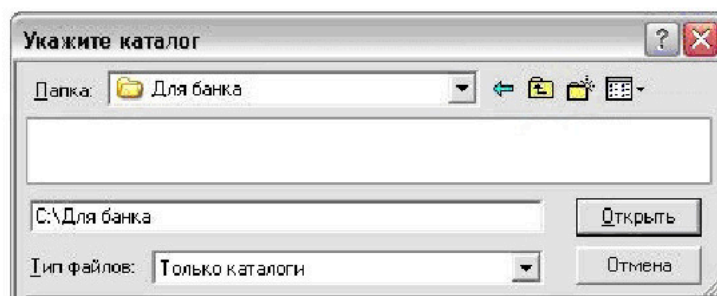 Укажите каталог
Папка: Для банка
C:\Для банка
Открыть
Тип файлов: Только каталоги
Отмена